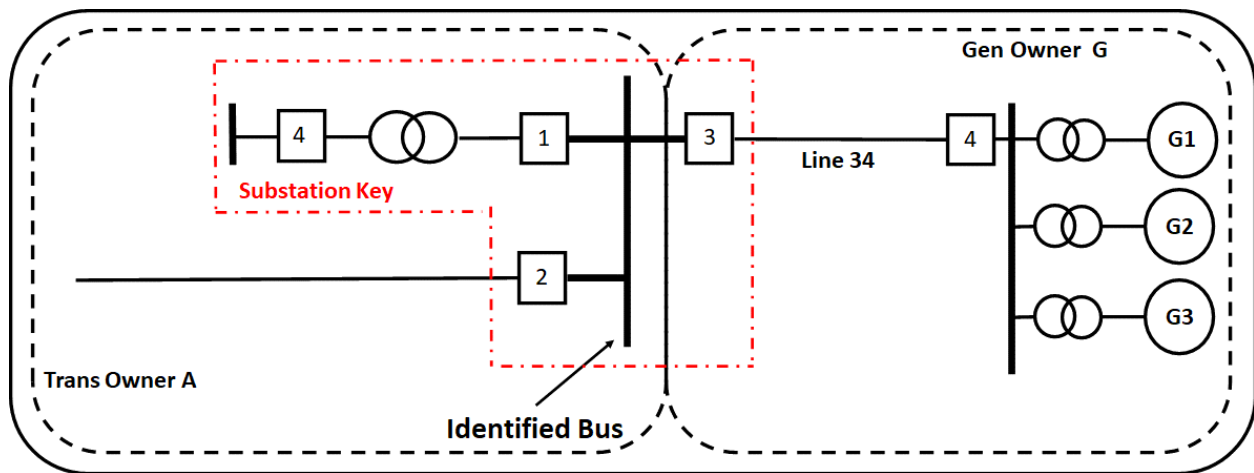 Gen Owner G
4
1
3
4
G1
Line 34
Substation Key
G2
2
G3
Trans Owner A
Identified Bus